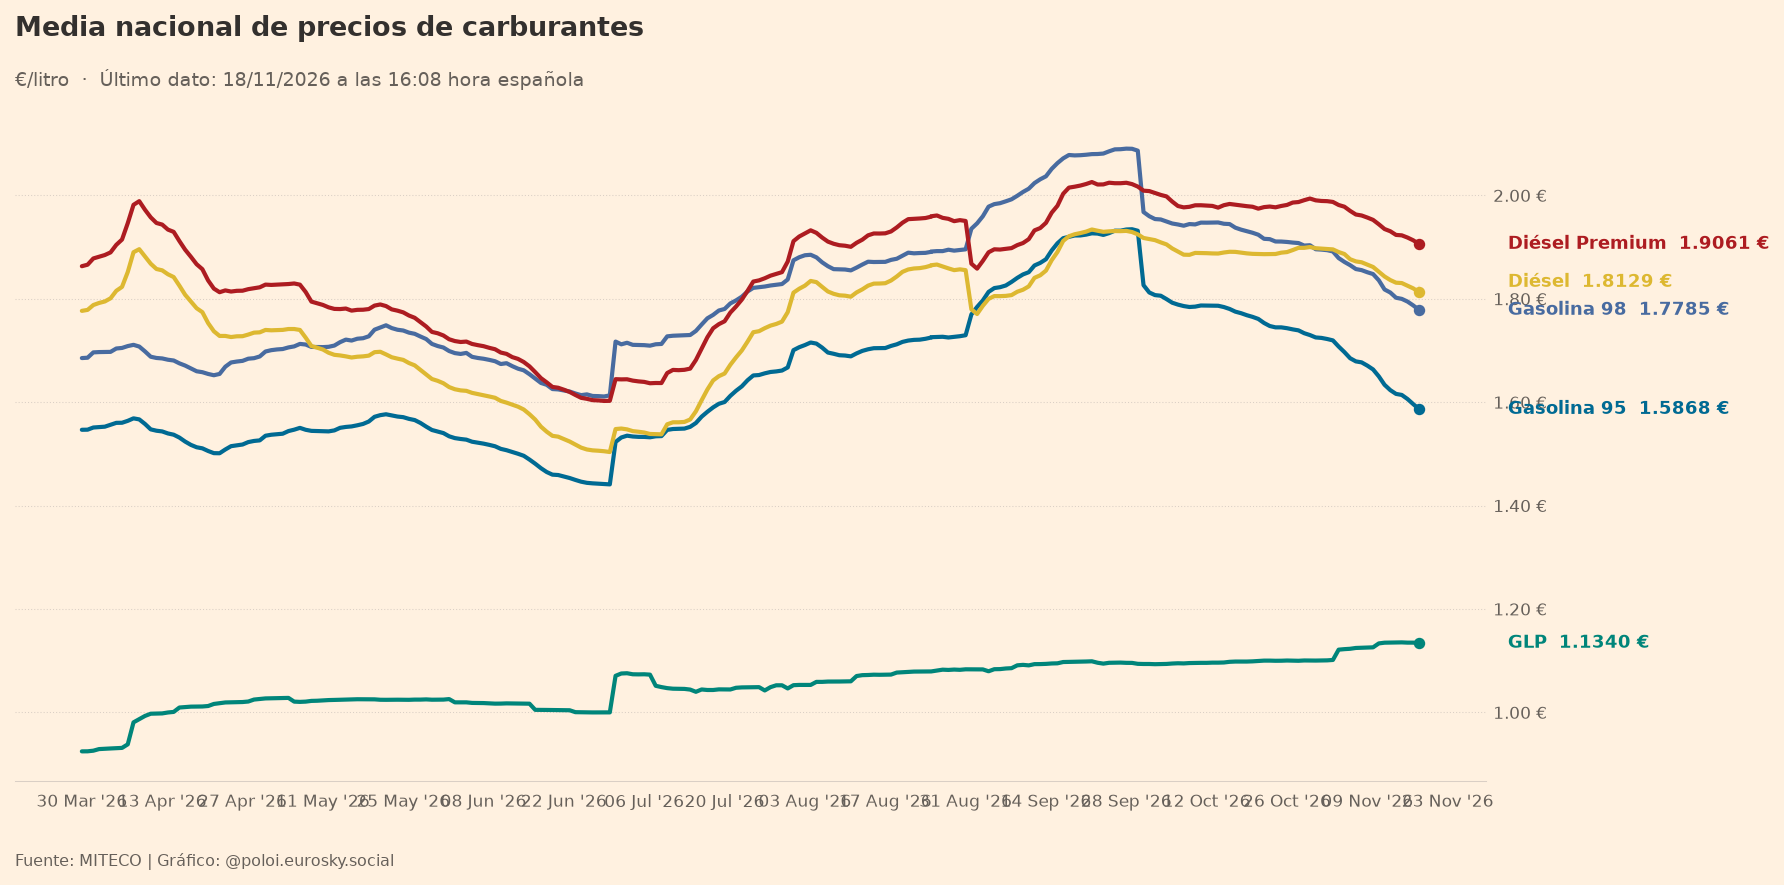 Media nacional de precios de carburantes
€/litro · Último dato: 18/11/2026 a las 16:08 hora española
2.00 €
Diésel Premium 1.9061 €
Diésel 1.8129 €
1.80 €
Gasolina 98 1.7785 €
1.60 €
Gasolina 95 1.5868 €
1.40 €
1.20 €
GLP 1.1340 €
1.00 €
30 Mar '26 13 Apr '26 27 Apr '26 11 May '26 25 May '26 08 Jun '26 22 Jun '26 06 Jul '26 20 Jul '26 03 Aug '26 17 Aug '26 31 Aug '26 14 Sep '26 28 Sep '26 12 Oct '26 26 Oct '26 09 Nov '26 23 Nov '26
Fuente: MITECO | Gráfico: @poloi.eurosky.social